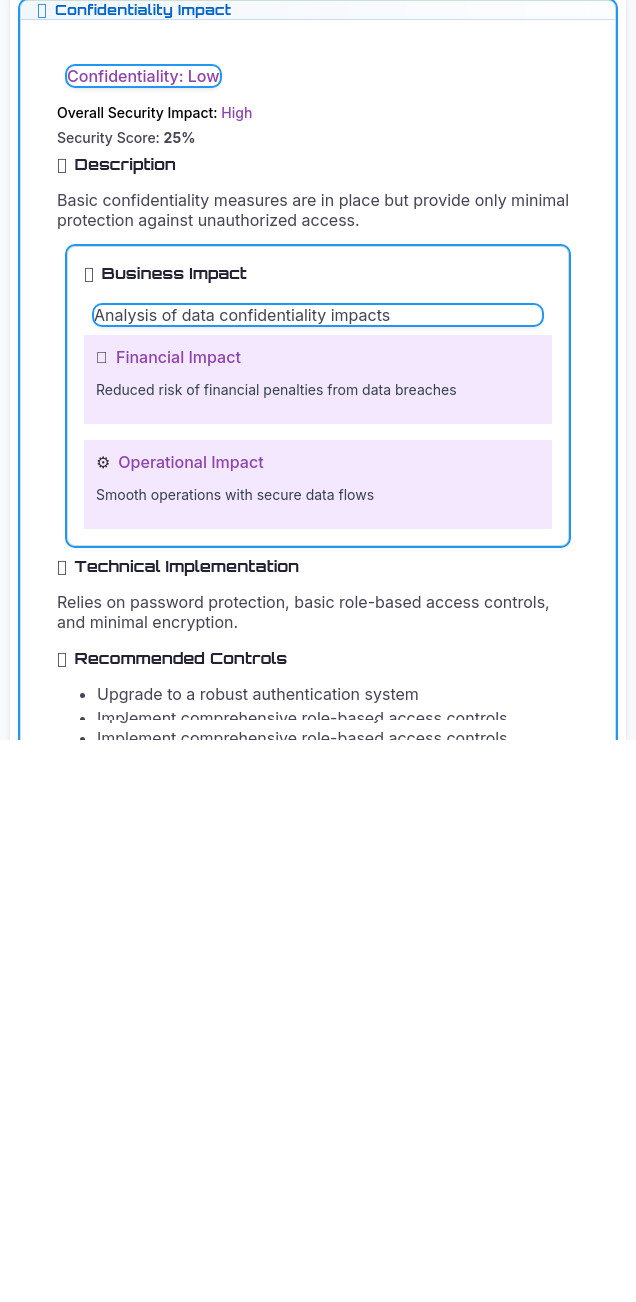 Confidentiality Impact
Confidentiality: Low
Overall Security Impact: High
Security Score: 25%
Description
Basic confidentiality measures are in place but provide only minimal
protection against unauthorized access.
Business Impact
Analysis of data confidentiality impacts
Financial Impact
Reduced risk of financial penalties from data breaches
⚙ Operational Impact
Smooth operations with secure data flows
Technical Implementation
Relies on password protection, basic role-based access controls,
and minimal encryption.
Recommended Controls
• Upgrade to a robust authentication system
• Implement comprehensive role-based access controls
• Implement comprehensive role-based access controls